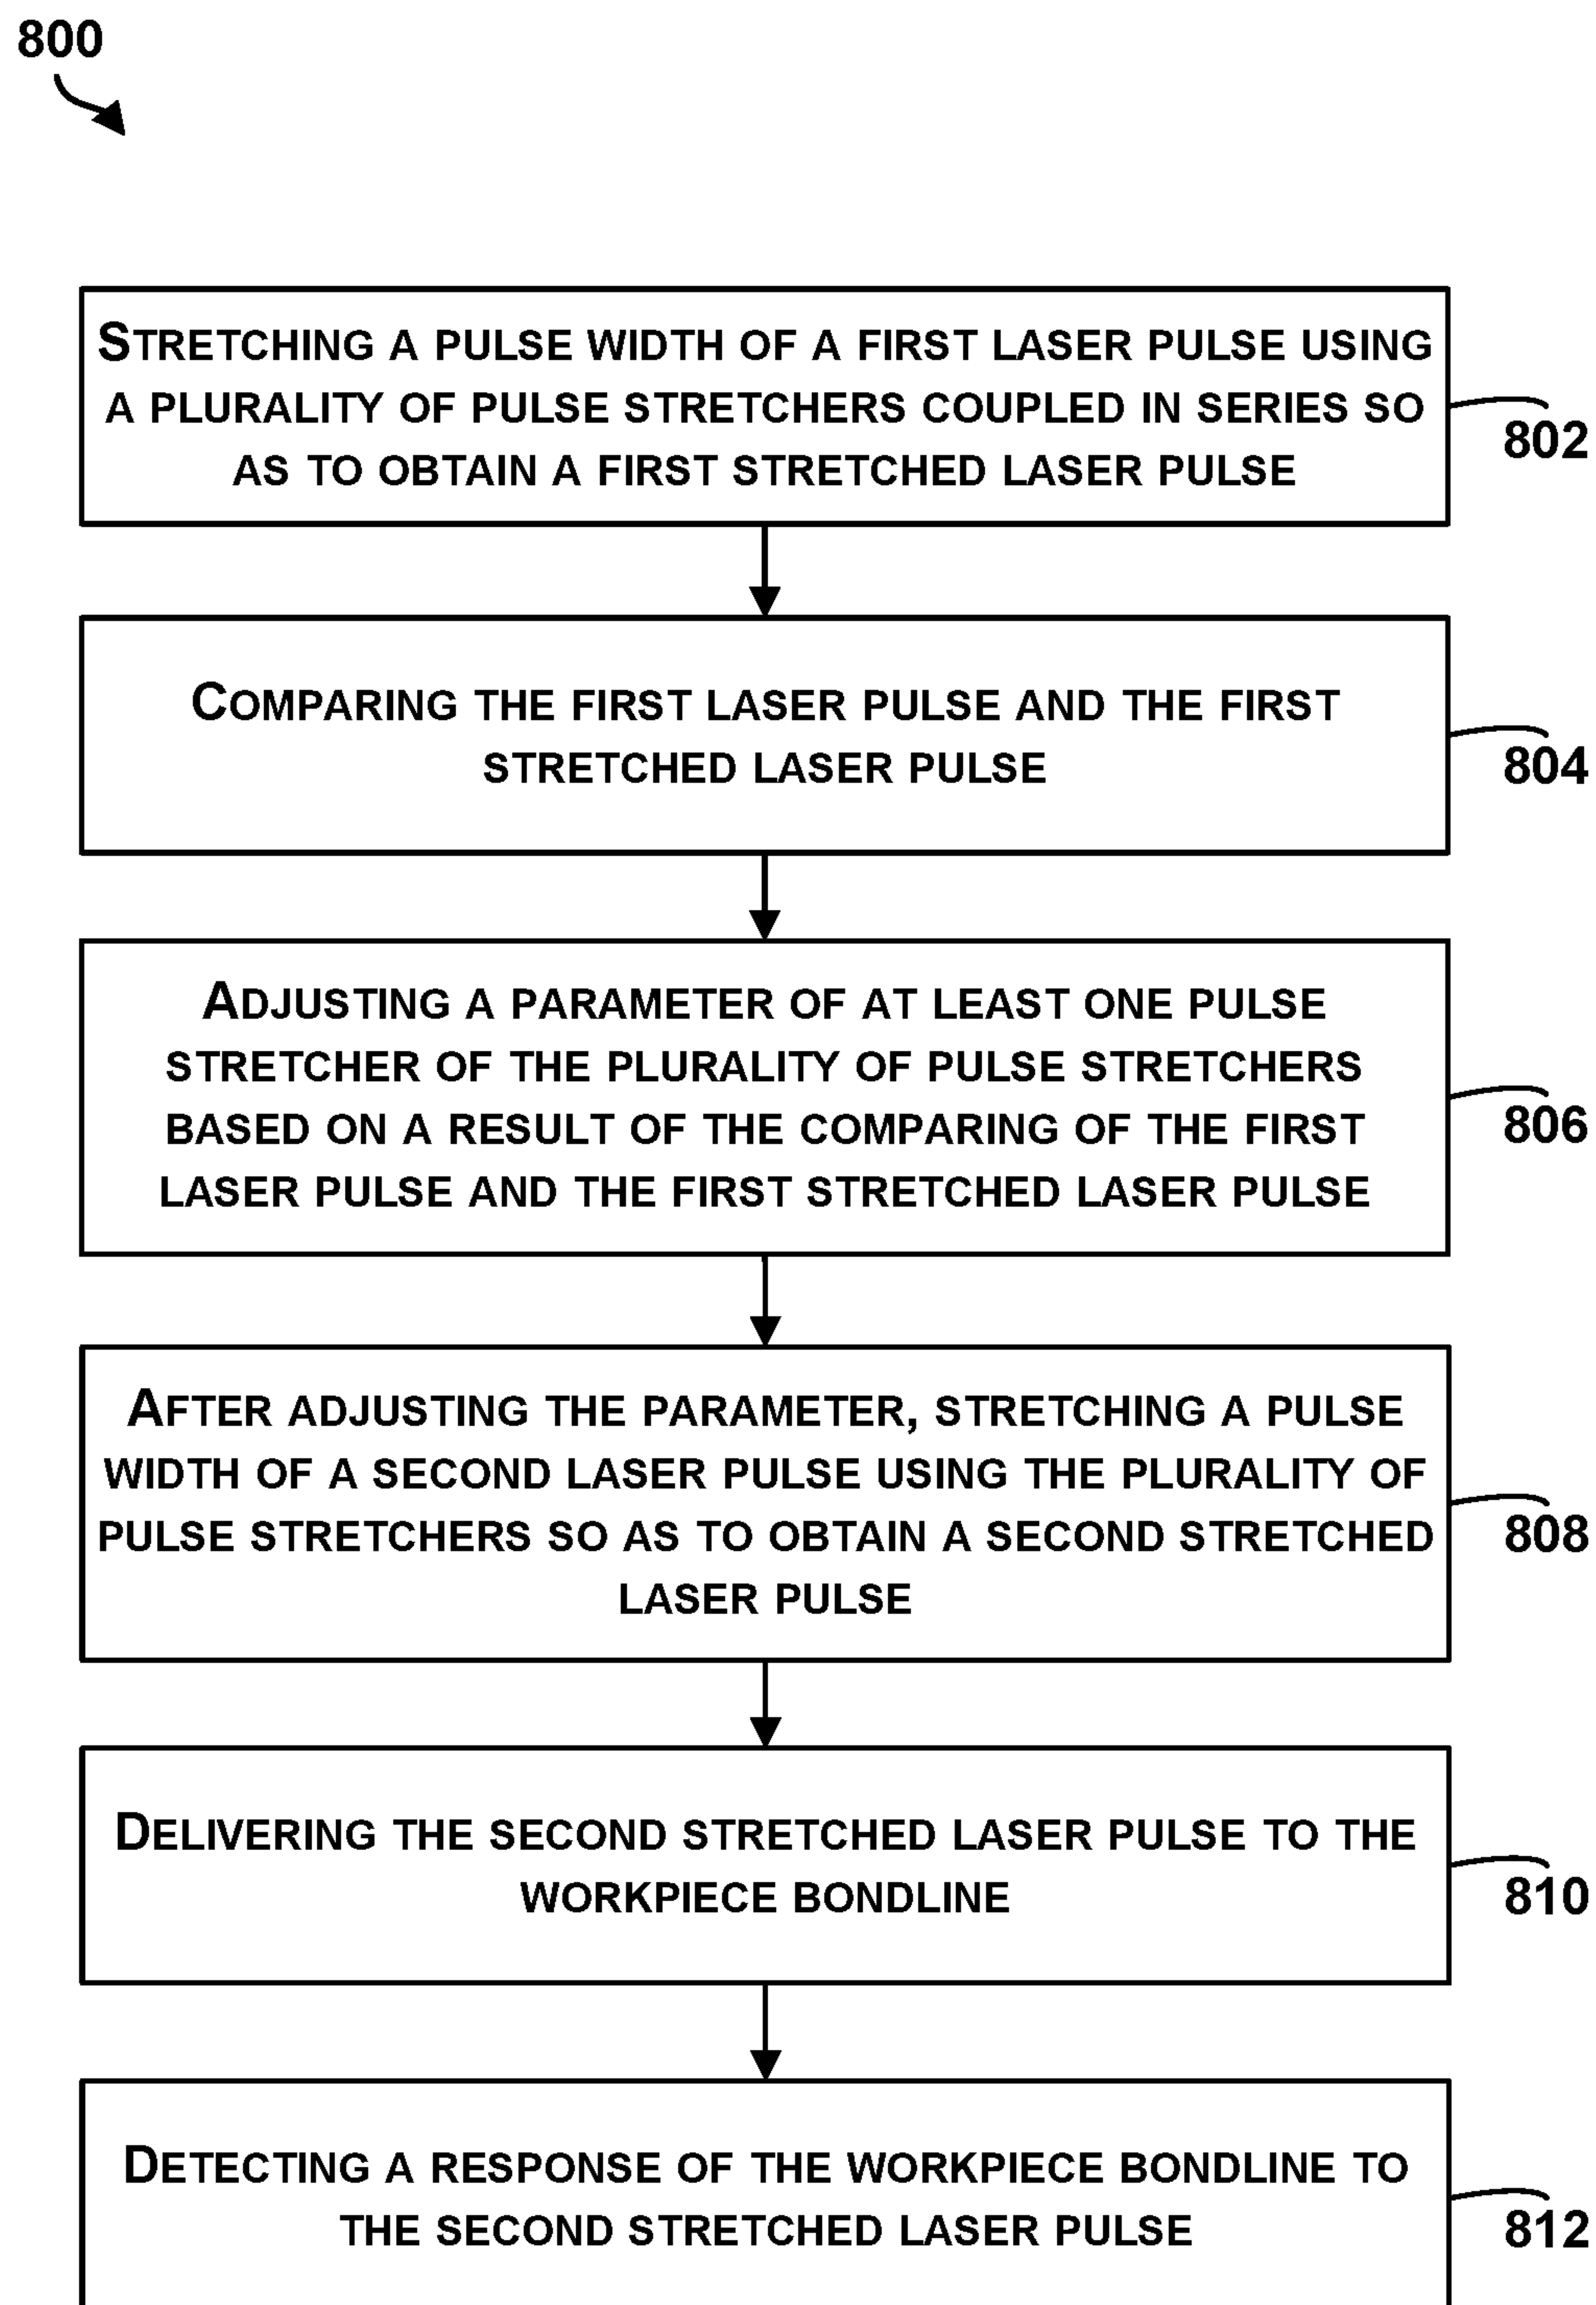 800
STRETCHING A PULSE WIDTH OF A FIRST LASER PULSE USING
A PLURALITY OF PULSE STRETCHERS COUPLED IN SERIES SO
AS TO OBTAIN A FIRST STRETCHED LASER PULSE
802
COMPARING THE FIRST LASER PULSE AND THE FIRST
STRETCHED LASER PULSE
804
ADJUSTING A PARAMETER OF AT LEAST ONE PULSE
STRETCHER OF THE PLURALITY OF PULSE STRETCHERS
BASED ON A RESULT OF THE COMPARING OF THE FIRST
LASER PULSE AND THE FIRST STRETCHED LASER PULSE
806
AFTER ADJUSTING THE PARAMETER, STRETCHING A PULSE
WIDTH OF A SECOND LASER PULSE USING THE PLURALITY OF
PULSE STRETCHERS SO AS TO OBTAIN A SECOND STRETCHED
LASER PULSE
808
DELIVERING THE SECOND STRETCHED LASER PULSE TO THE
WORKPIECE BONDLINE
810
DETECTING A RESPONSE OF THE WORKPIECE BONDLINE TO
THE SECOND STRETCHED LASER PULSE
812